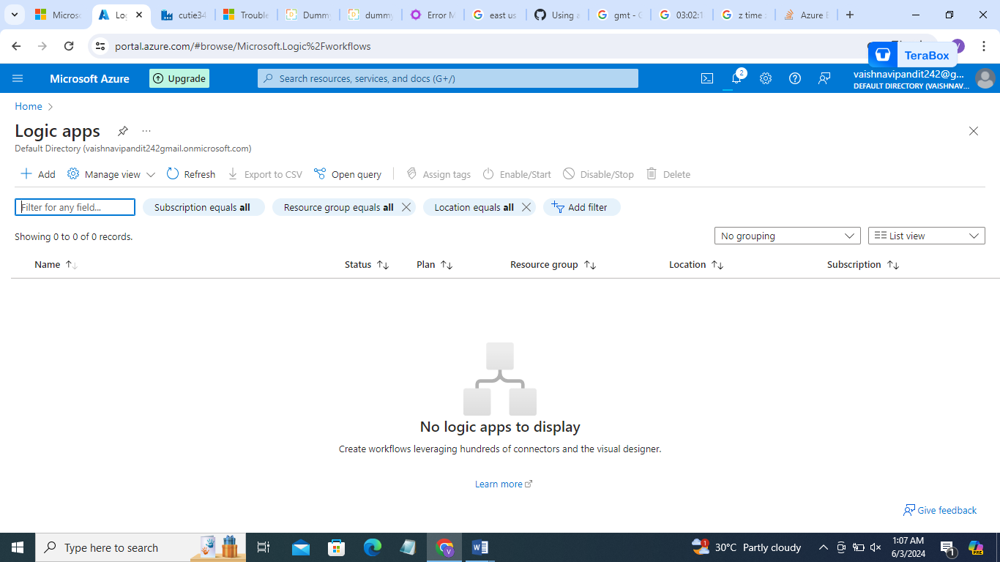 Microso
Lo
cutie34
Trouble
Dummy
dummy
Error M
east us
Using a
gmt - G
03:02:1
z time
Azure E
portal.azure.com/#browse/Microsoft.Logic%2Fworkflows
V
TeraBox
Microsoft Azure
Upgrade
Search resources, services, and docs (G+/)
2
vaishnavipandit242@g...
DEFAULT DIRECTORY (VAISHNAV...
Home
Logic apps
...
Default Directory (vaishnavipandit242gmail.onmicrosoft.com)
Add
Manage view
Refresh
Export to CSV
Open query
Assign tags
Enable/Start
Disable/Stop
Delete
Filter for any field...
Subscription equals all
Resource group equals all
Location equals all
Add filter
Showing 0 to 0 of 0 records.
No grouping
List view
Name
Status
Plan
Resource group
Location
Subscription
No logic apps to display
Create workflows leveraging hundreds of connectors and the visual designer.
Learn more
Give feedback
Type here to search
V
W
1
30°C Partly cloudy
1:07 AM
6/3/2024
1
PRE